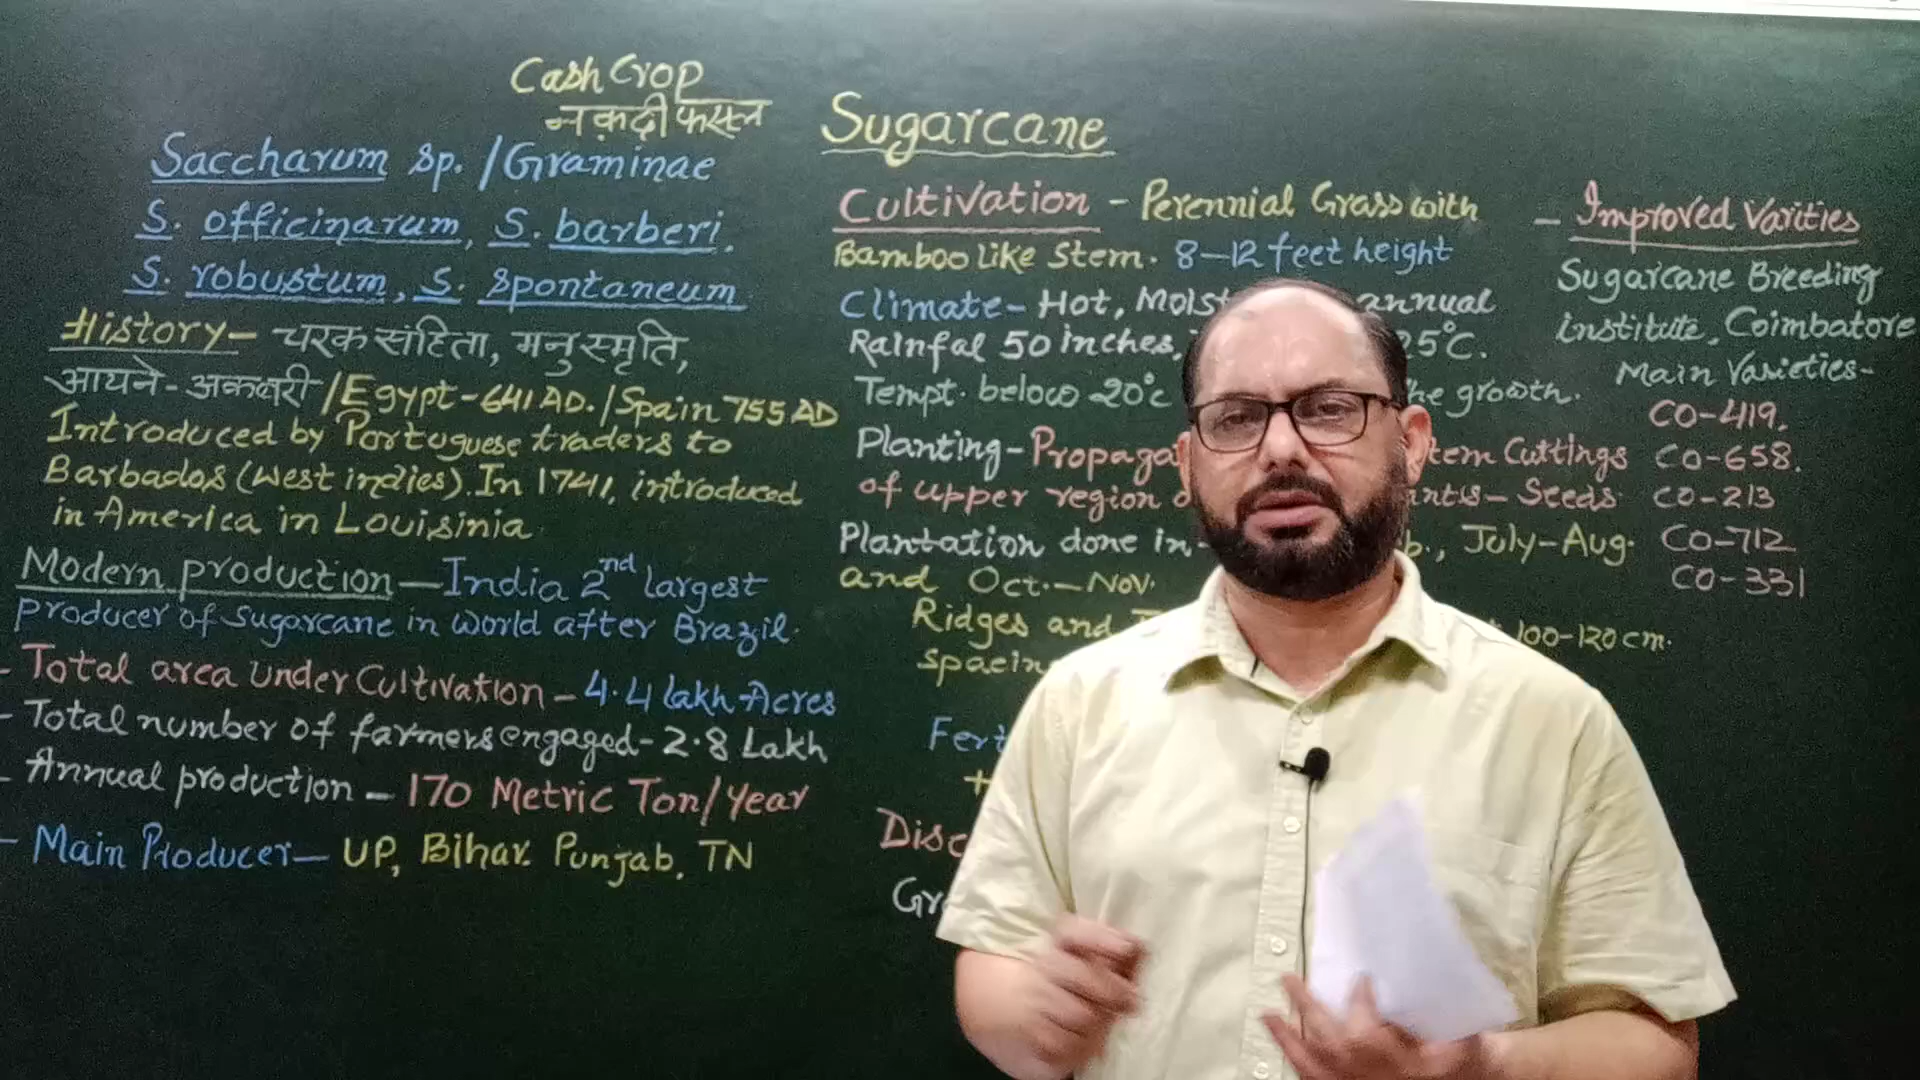 Cash Crop
नक़दी फसल
Sugarcane
Saccharum sp. / Graminae
S. officinarum, S. barberi,
S. robustum, S. spontaneum
History- चरक संहिता, मनुस्मृति,
आयने-अकबरी / Egypt-641 AD. / Spain 755 AD
Introduced by Portuguese traders to
Barbados (West indies). In 1741, introduced
in America in Louisinia
Modern production - India 2nd largest
producer of Sugarcane in world after Brazil.
- Total area Under Cultivation - 4.4 lakh Acres
- Total number of farmers engaged - 2.8 Lakh
- Annual production - 170 Metric Ton/Year
- Main Producer - UP, Bihar. Punjab, TN
Cultivation - Perennial Grass with
Bamboo Like Stem. 8-12 feet height
Climate - Hot, Moist annual
Rainfal 50 inches, 25°C.
Tempt. below 20°c the growth.
Planting - Propaga tem Cuttings
of upper region Seeds
Plantation done in - b., July-Aug.
and Oct.-Nov.
Ridges and 100-120 cm.
spacing
Fert
+
Disc
Gr
- Improved Varities
Sugarcane Breeding
institute, Coimbatore
Main Varieties-
CO-419.
CO-658.
CO-213
CO-712
CO-331